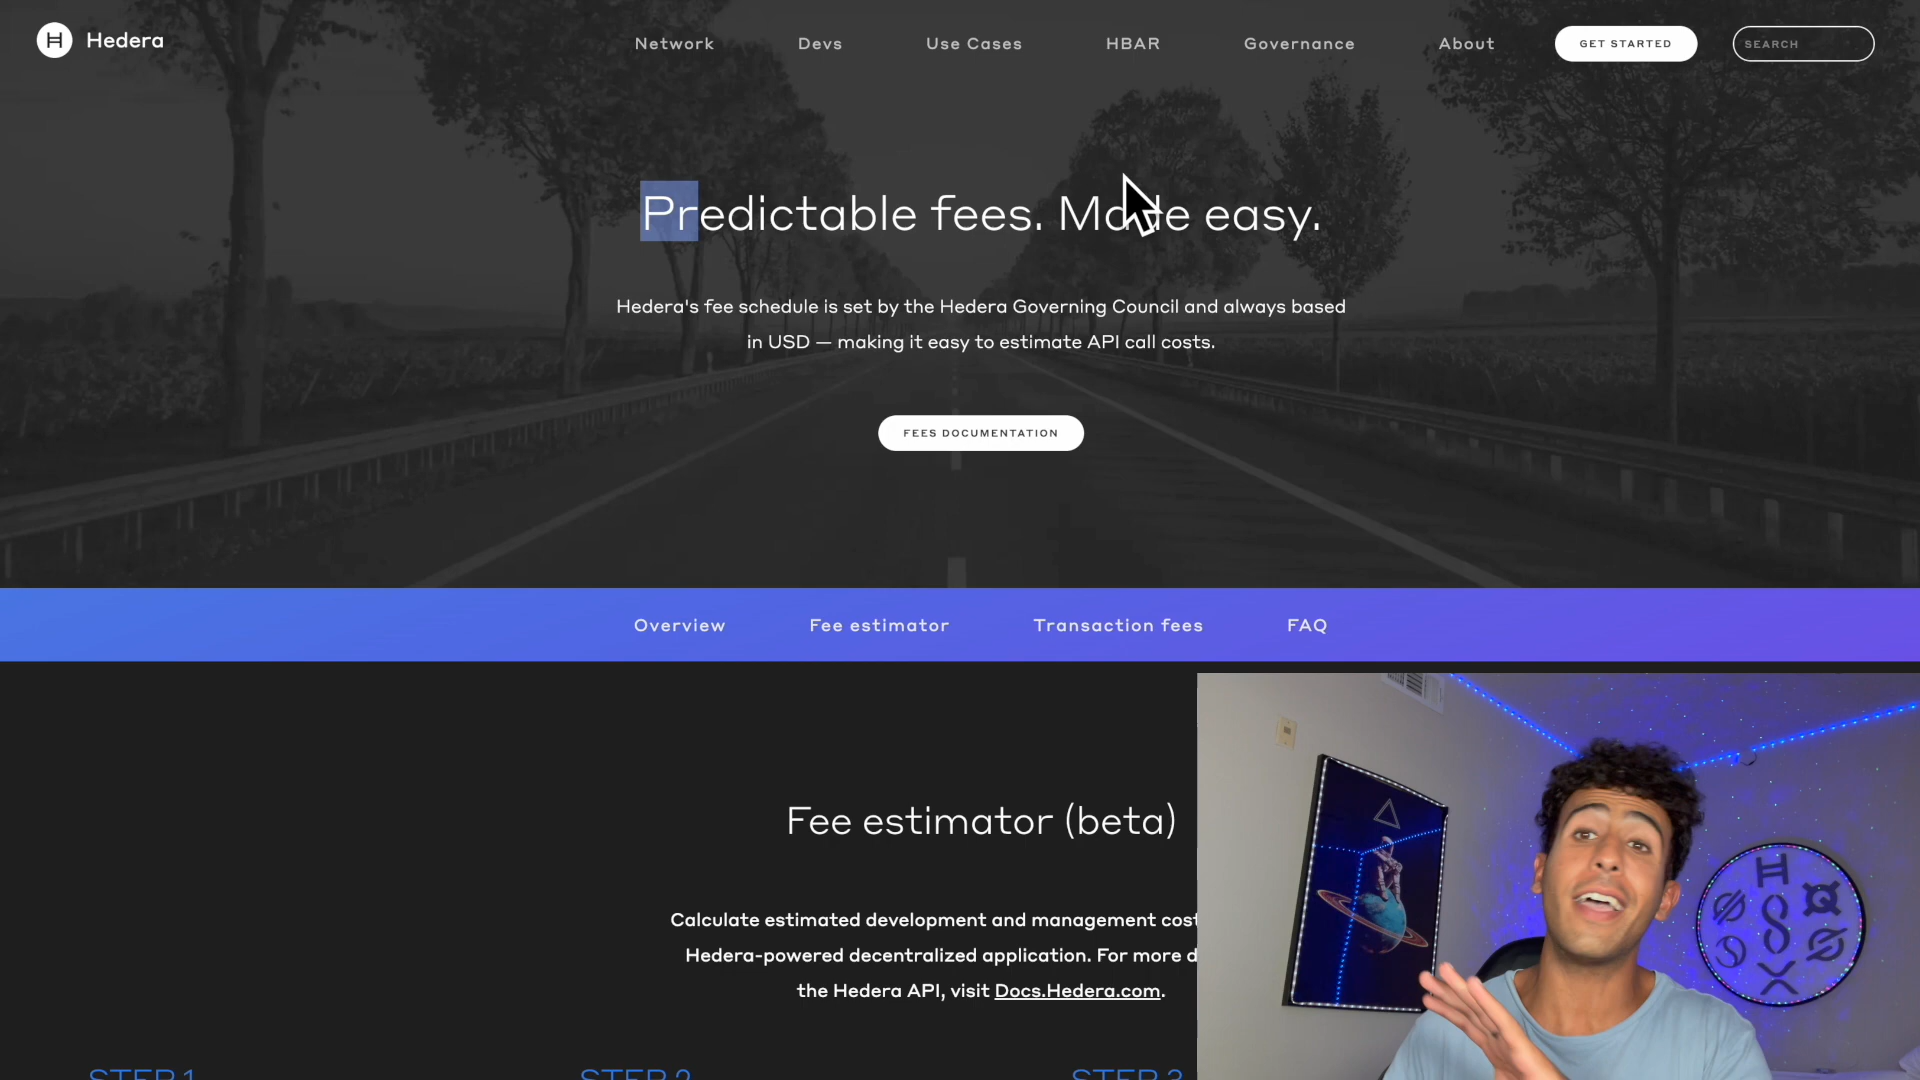 Hedera
Network
Devs
Use Cases
HBAR
Governance
About
GET STARTED
SEARCH
Predictable fees. Made easy.
Hedera's fee schedule is set by the Hedera Governing Council and always based
in USD — making it easy to estimate API call costs.
FEES DOCUMENTATION
Overview
Fee estimator
Transaction fees
FAQ
Fee estimator (beta)
Calculate estimated development and management cost
Hedera-powered decentralized application. For more d
the Hedera API, visit Docs.Hedera.com.
STEP 1
STEP 2
STEP 3